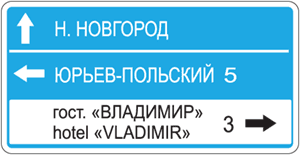 Н. НОВГОРОД
ЮРЬЕВ-ПОЛЬСКИЙ 5
гост. «ВЛАДИМИР»
hotel «VLADIMIR» 3